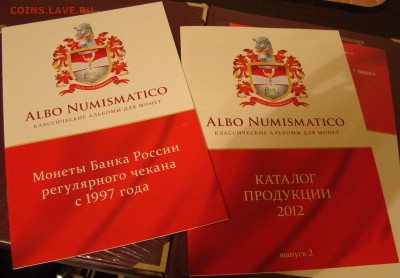 COINS.LAVE.RU
ALBO NUMISMATICO
КЛАССИЧЕСКИЕ АЛЬБОМЫ ДЛЯ МОНЕТ
Монеты Банка России
регулярного чекана
с 1997 года
ALBO NUMISMATICO
КЛАССИЧЕСКИЕ АЛЬБОМЫ ДЛЯ МОНЕТ
КАТАЛОГ
ПРОДУКЦИИ
2012
выпуск 2